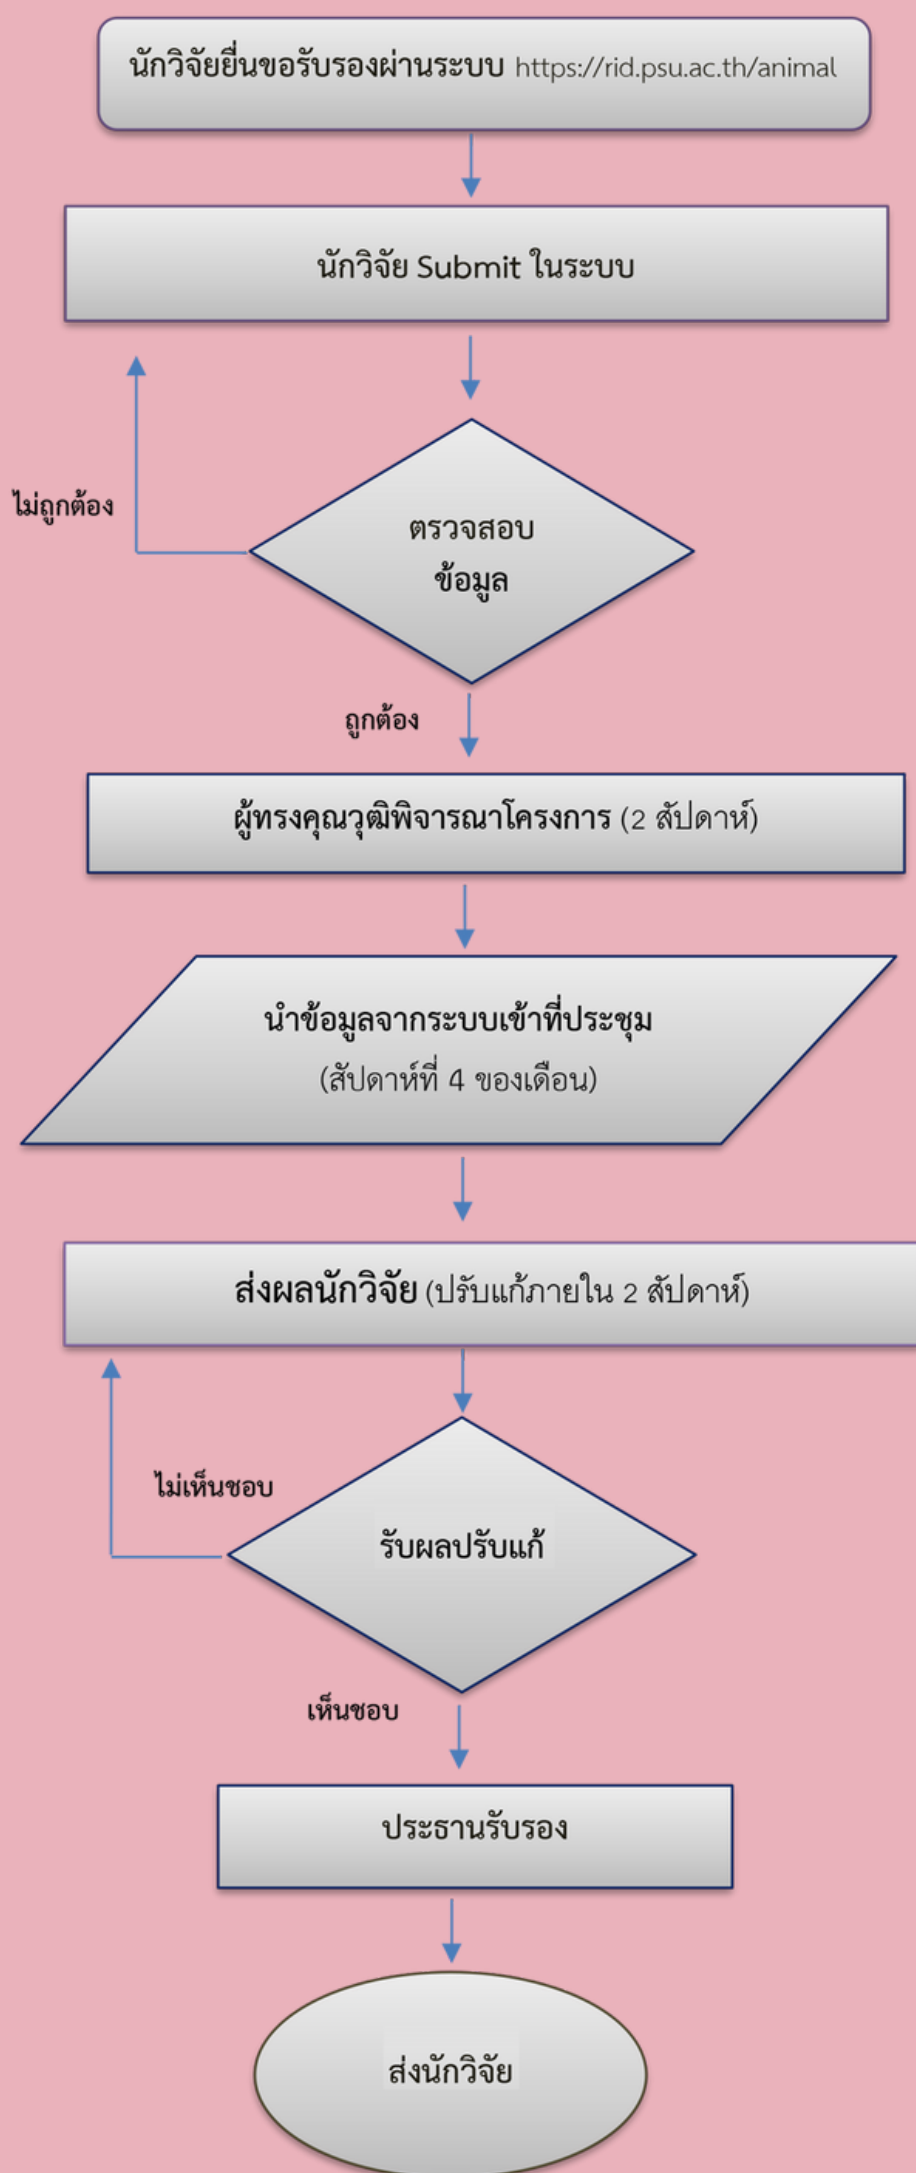 นักวิจัยยื่นขอรับรองผ่านระบบ https://rid.psu.ac.th/animal
นักวิจัย Submit ในระบบ
ไม่ถูกต้อง
ตรวจสอบ
ข้อมูล
ถูกต้อง
ผู้ทรงคุณวุฒิพิจารณาโครงการ (2 สัปดาห์)
นำข้อมูลจากระบบเข้าที่ประชุม
(สัปดาห์ที่ 4 ของเดือน)
ส่งผลนักวิจัย (ปรับแก้ภายใน 2 สัปดาห์)
ไม่เห็นชอบ
รับผลปรับแก้
เห็นชอบ
ประธานรับรอง
ส่งนักวิจัย